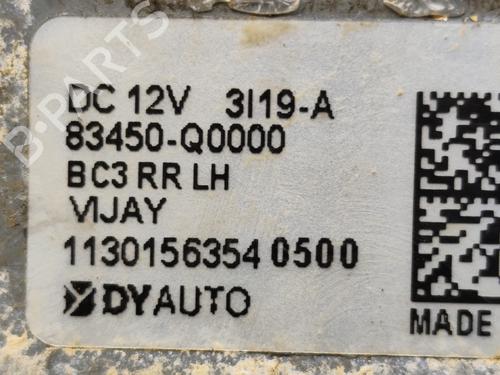 DC 12V 3I19-A
83450-Q0000
BC3 RR LH
VIJAY
1130156354 0500
DYAUTO
MADE
B-PARTS